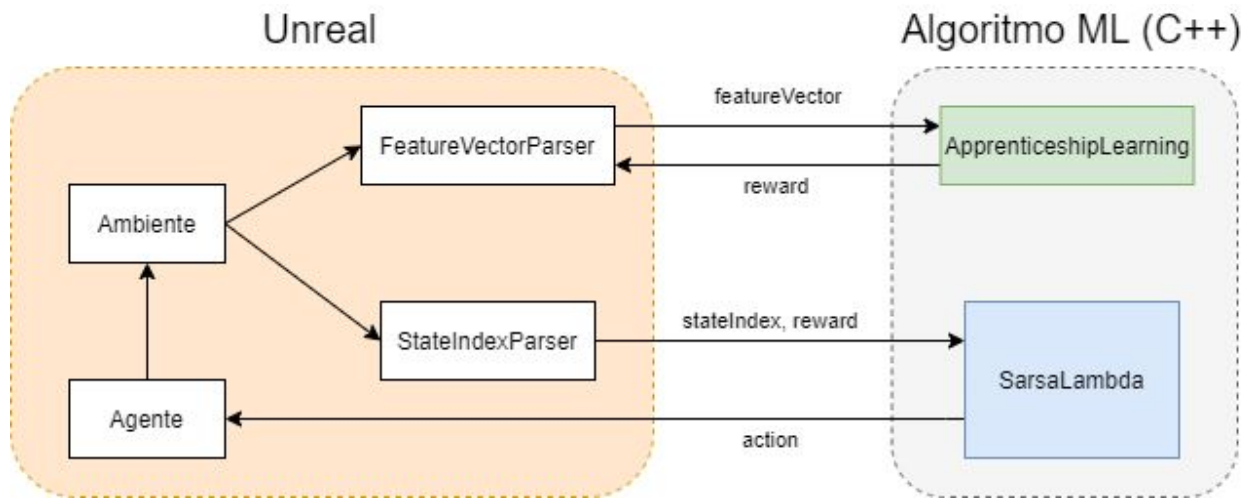 Unreal
Algoritmo ML (C++)
featureVector
FeatureVectorParser
ApprenticeshipLearning
reward
Ambiente
stateIndex, reward
StateIndexParser
SarsaLambda
Agente
action